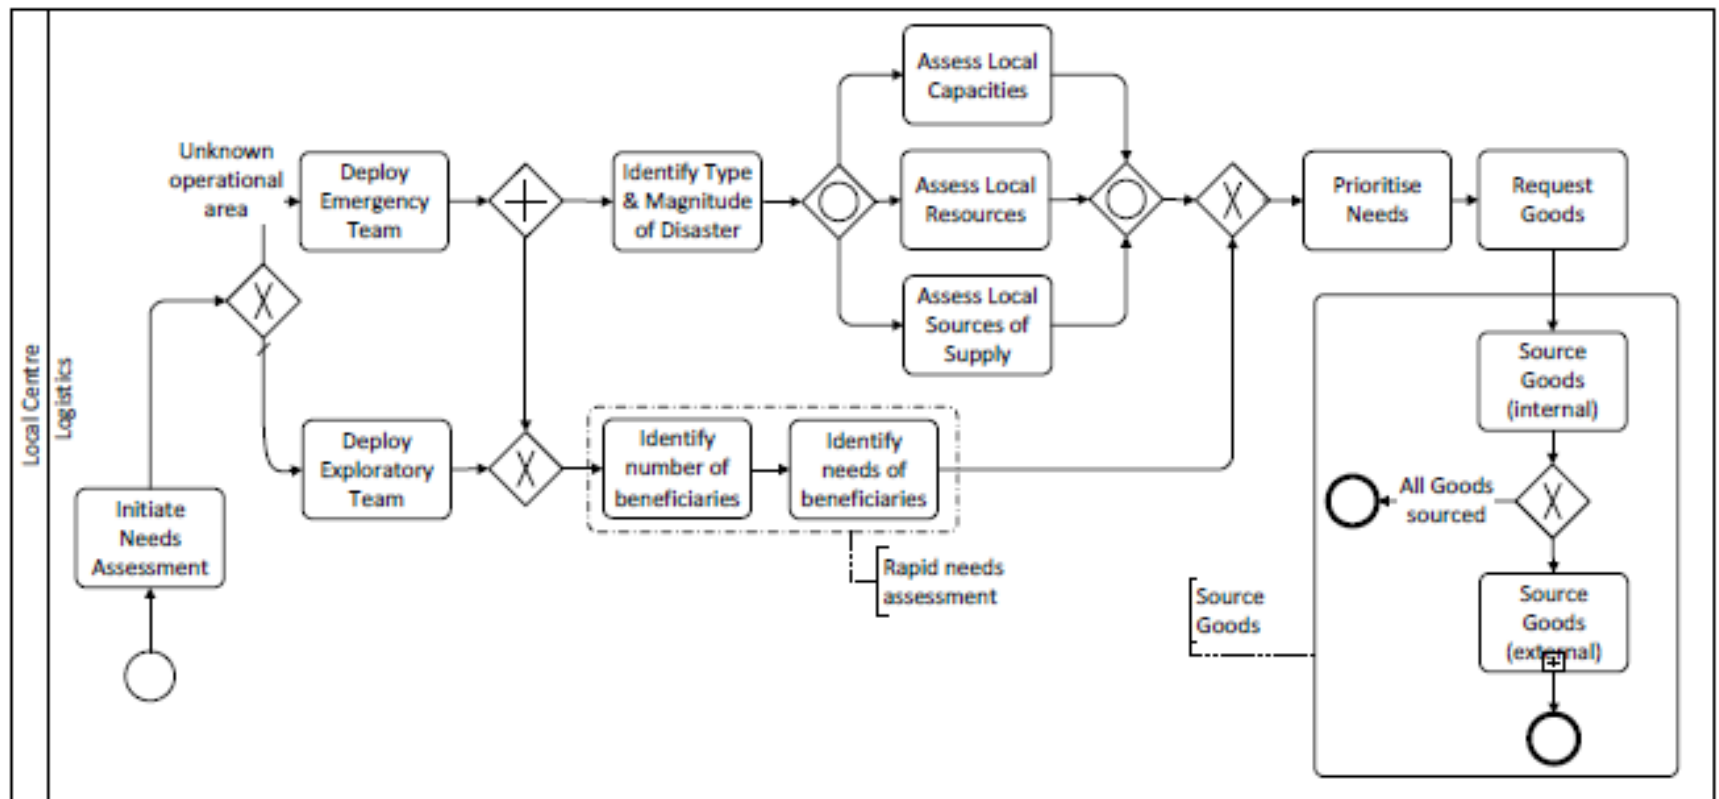 Local Centre
Logistics
Initiate
Needs
Assessment
Unknown
operational
area
Deploy
Emergency
Team
Deploy
Exploratory
Team
Identify Type
& Magnitude
of Disaster
Assess Local
Capacities
Assess Local
Resources
Assess Local
Sources of
Supply
Identify
number of
beneficiaries
Identify
needs of
beneficiaries
Rapid needs
assessment
Prioritise
Needs
Request
Goods
Source
Goods
(internal)
All Goods
sourced
Source
Goods
(external)
Source
Goods